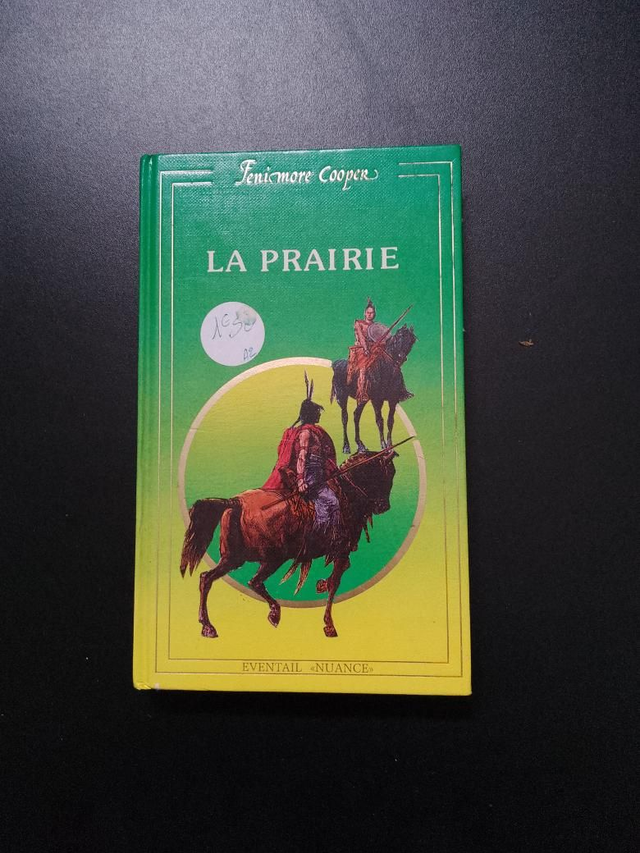 Fenimore Cooper
LA PRAIRIE
EVENTAIL «NUANCE»